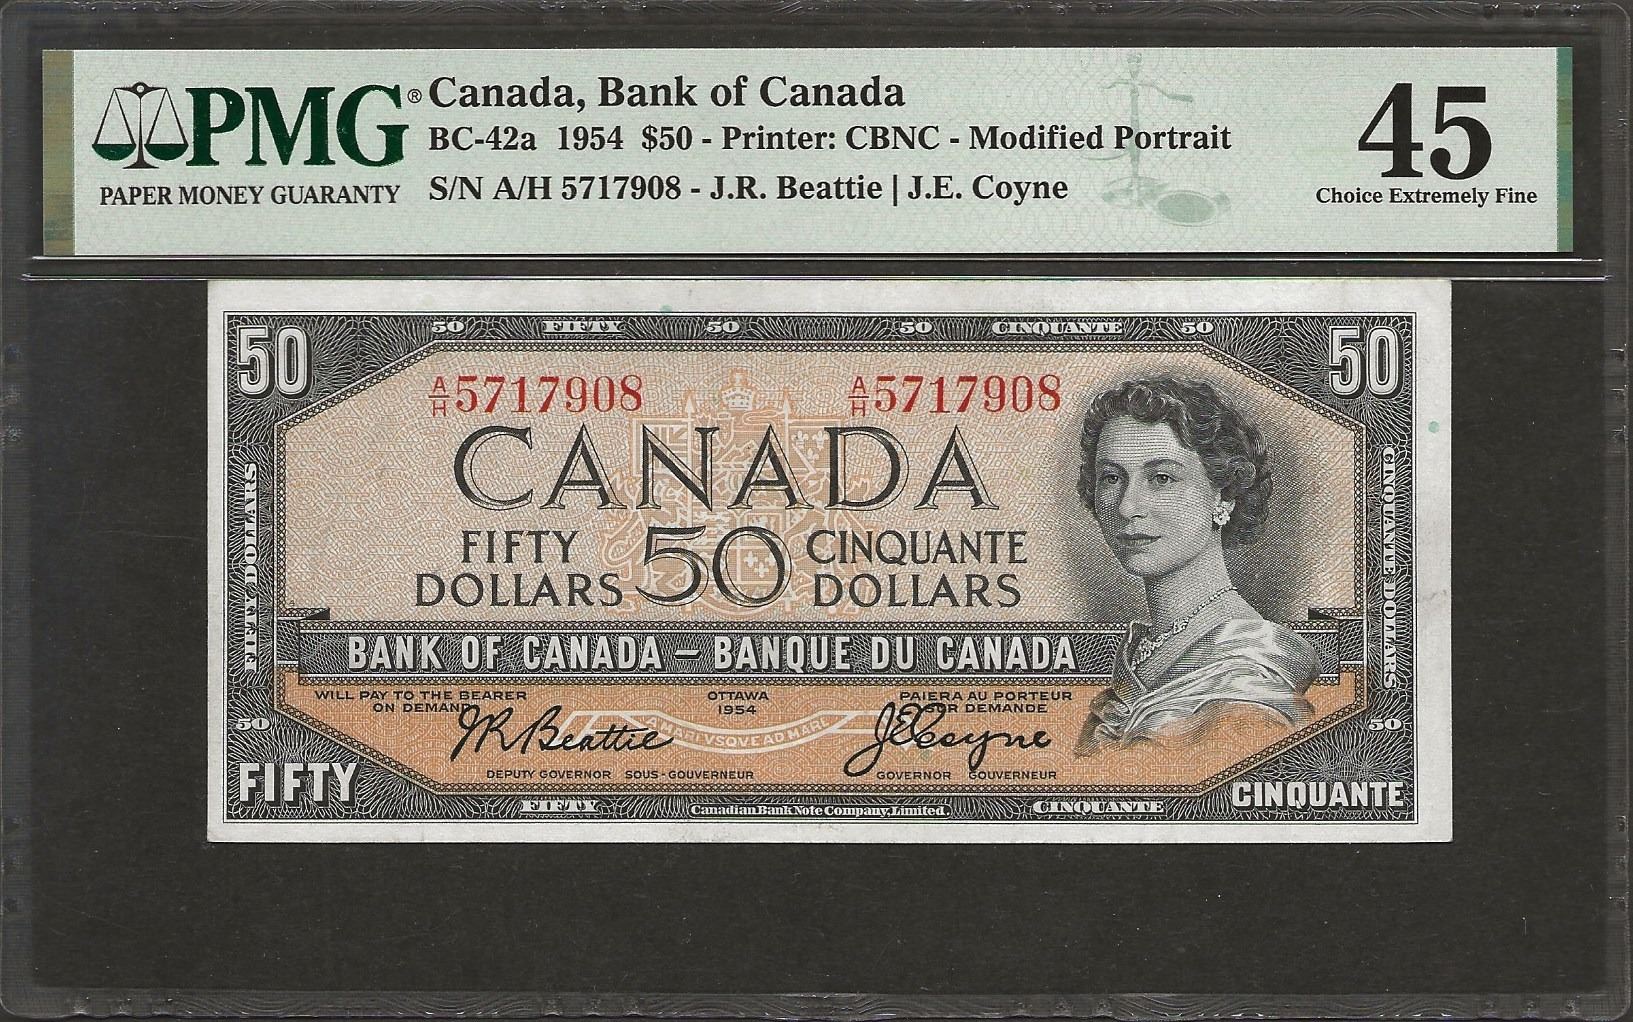 PMG®
PAPER MONEY GUARANTY
Canada, Bank of Canada
BC-42a 1954 $50 - Printer: CBNC - Modified Portrait
S/N A/H 5717908 - J.R. Beattie | J.E. Coyne
45
Choice Extremely Fine
50 50 FIFTY 50 50 CINQUANTE 50 50
A/H 5717908 A/H 5717908
CANADA
FIFTY DOLLARS
CINQUANTE DOLLARS
FIFTY
DOLLARS
50
CINQUANTE
DOLLARS
BANK OF CANADA – BANQUE DU CANADA
WILL PAY TO THE BEARER
ON DEMAND
OTTAWA
1954
PAIERA AU PORTEUR
SUR DEMANDE
50 50
A MARI VSQVE AD MARE
JR Beattie
JE Coyne
DEPUTY GOVERNOR SOUS-GOUVERNEUR
GOVERNOR GOUVERNEUR
FIFTY CINQUANTE
FIFTY Canadian Bank Note Company, Limited. CINQUANTE